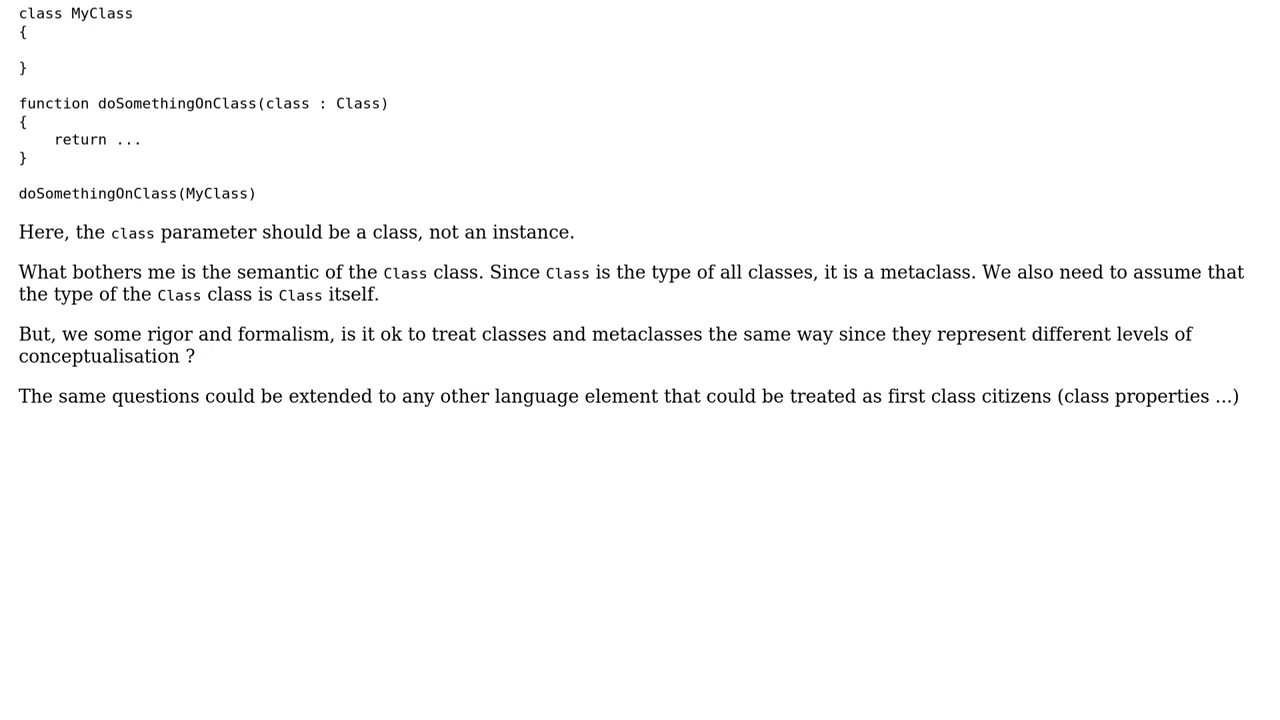 class MyClass
{
}
function doSomethingOnClass(class : Class)
{
    return ...
}
doSomethingOnClass(MyClass)
Here, the class parameter should be a class, not an instance.
What bothers me is the semantic of the Class class. Since Class is the type of all classes, it is a metaclass. We also need to assume that
the type of the Class class is Class itself.
But, we some rigor and formalism, is it ok to treat classes and metaclasses the same way since they represent different levels of
conceptualisation ?
The same questions could be extended to any other language element that could be treated as first class citizens (class properties ...)